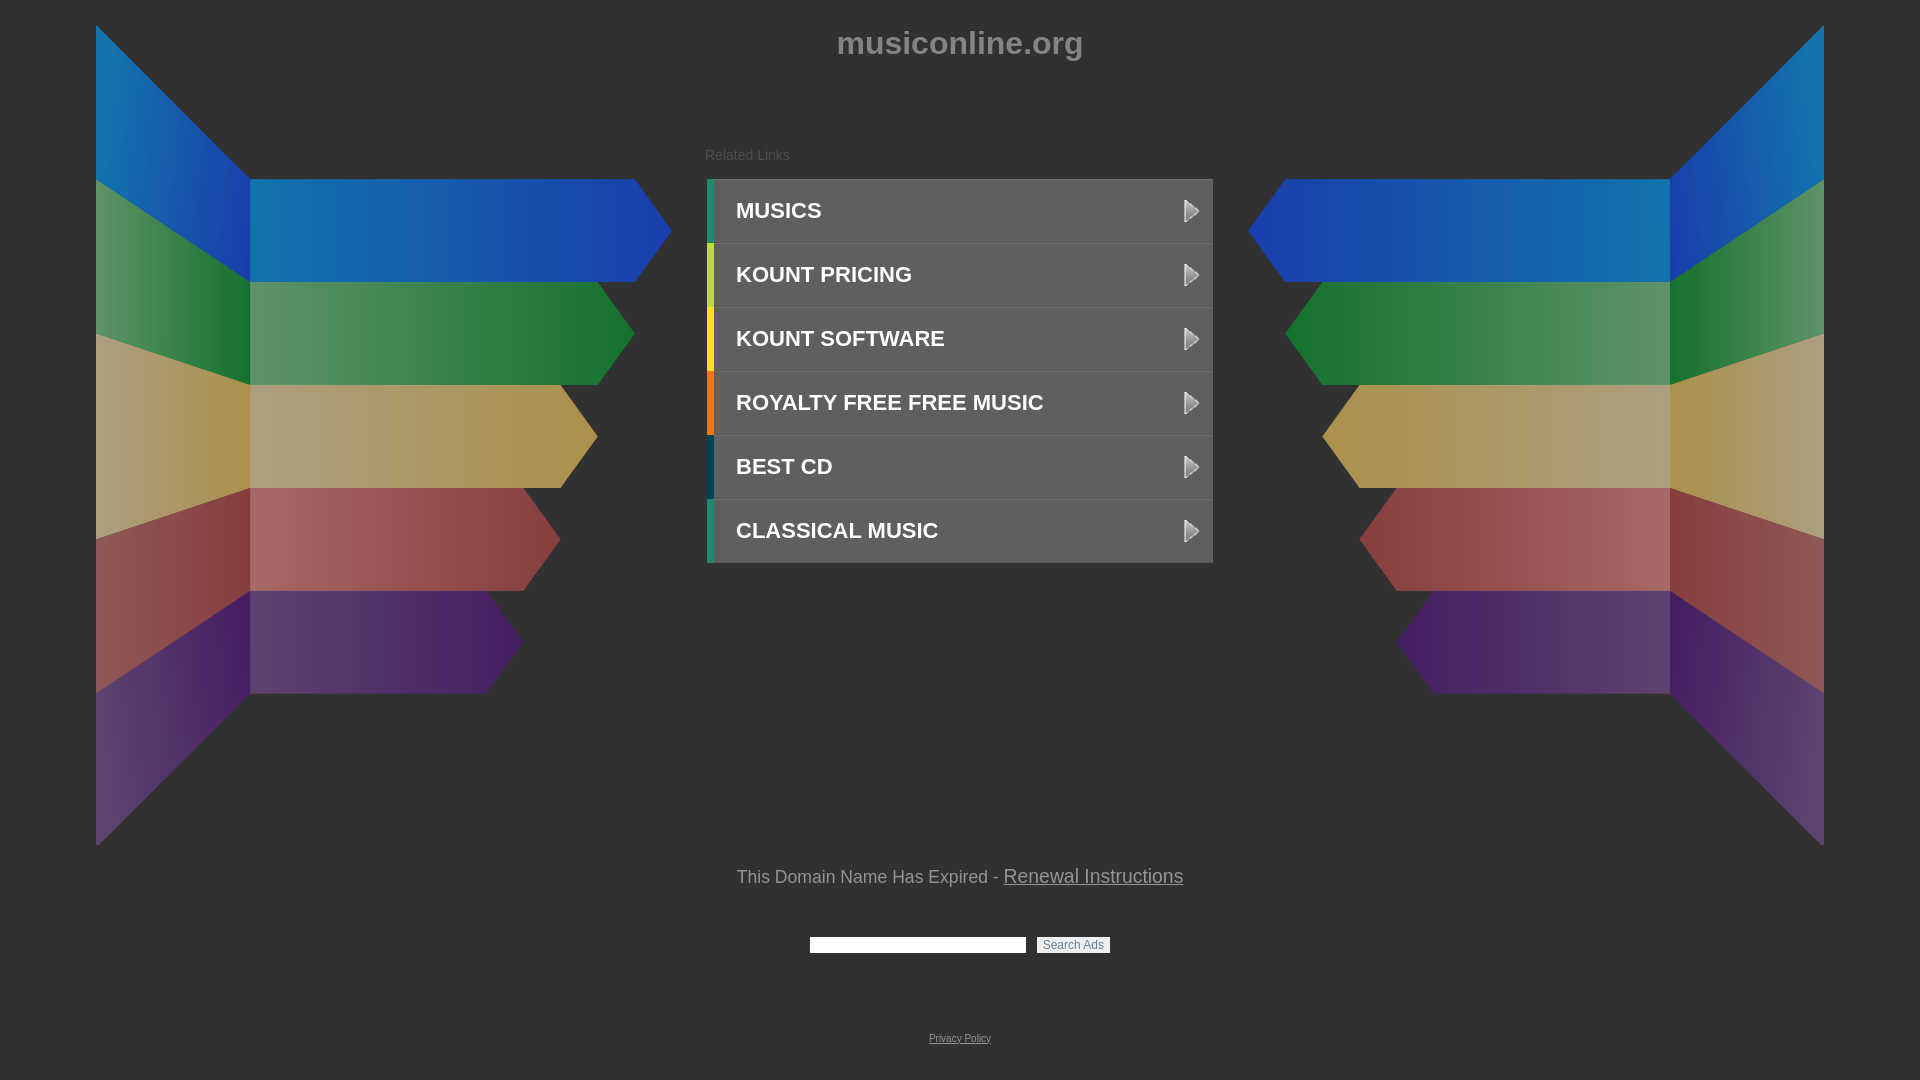 musiconline.org
Related Links
MUSICS
KOUNT PRICING
KOUNT SOFTWARE
ROYALTY FREE FREE MUSIC
BEST CD
CLASSICAL MUSIC
This Domain Name Has Expired - Renewal Instructions
Search Ads
Privacy Policy